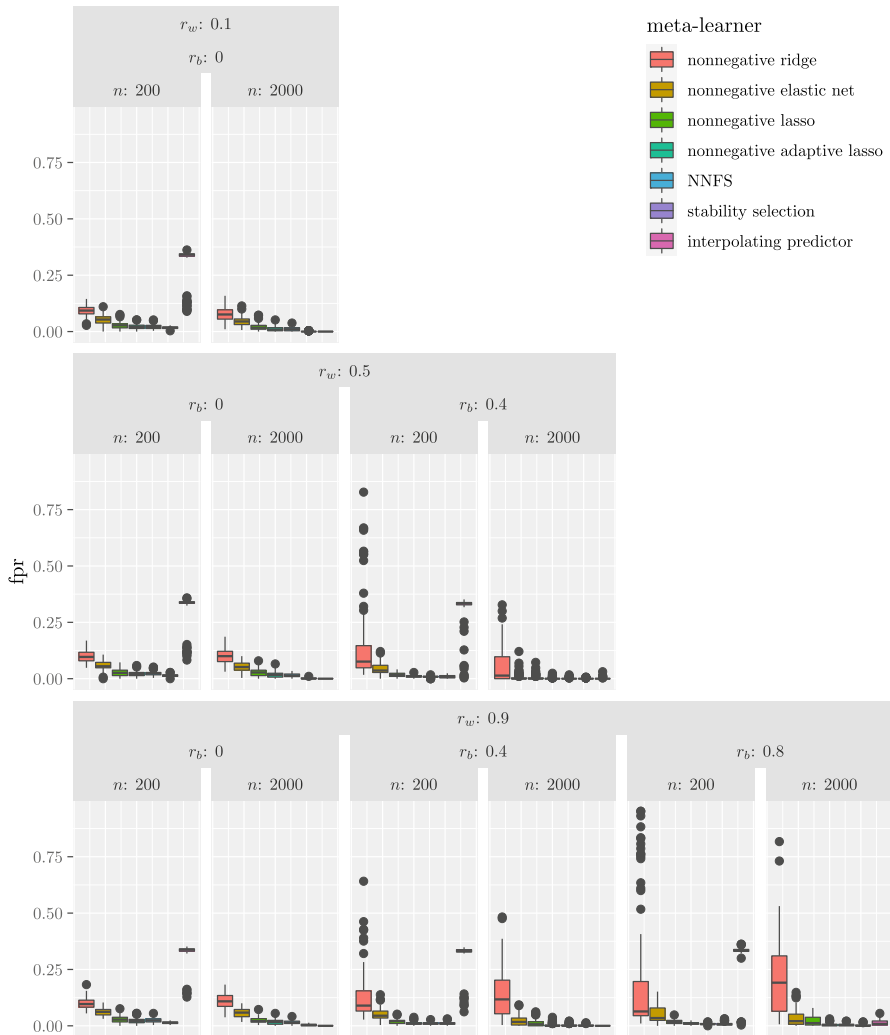 r_w: 0.1
r_b: 0
n: 200 n: 2000
0.75
0.50
0.25
0.00
meta-learner
nonnegative ridge
nonnegative elastic net
nonnegative lasso
nonnegative adaptive lasso
NNFS
stability selection
interpolating predictor
r_w: 0.5
r_b: 0 r_b: 0.4
n: 200 n: 2000 n: 200 n: 2000
0.75
0.50
0.25
0.00
fpr
r_w: 0.9
r_b: 0 r_b: 0.4 r_b: 0.8
n: 200 n: 2000 n: 200 n: 2000 n: 200 n: 2000
0.75
0.50
0.25
0.00